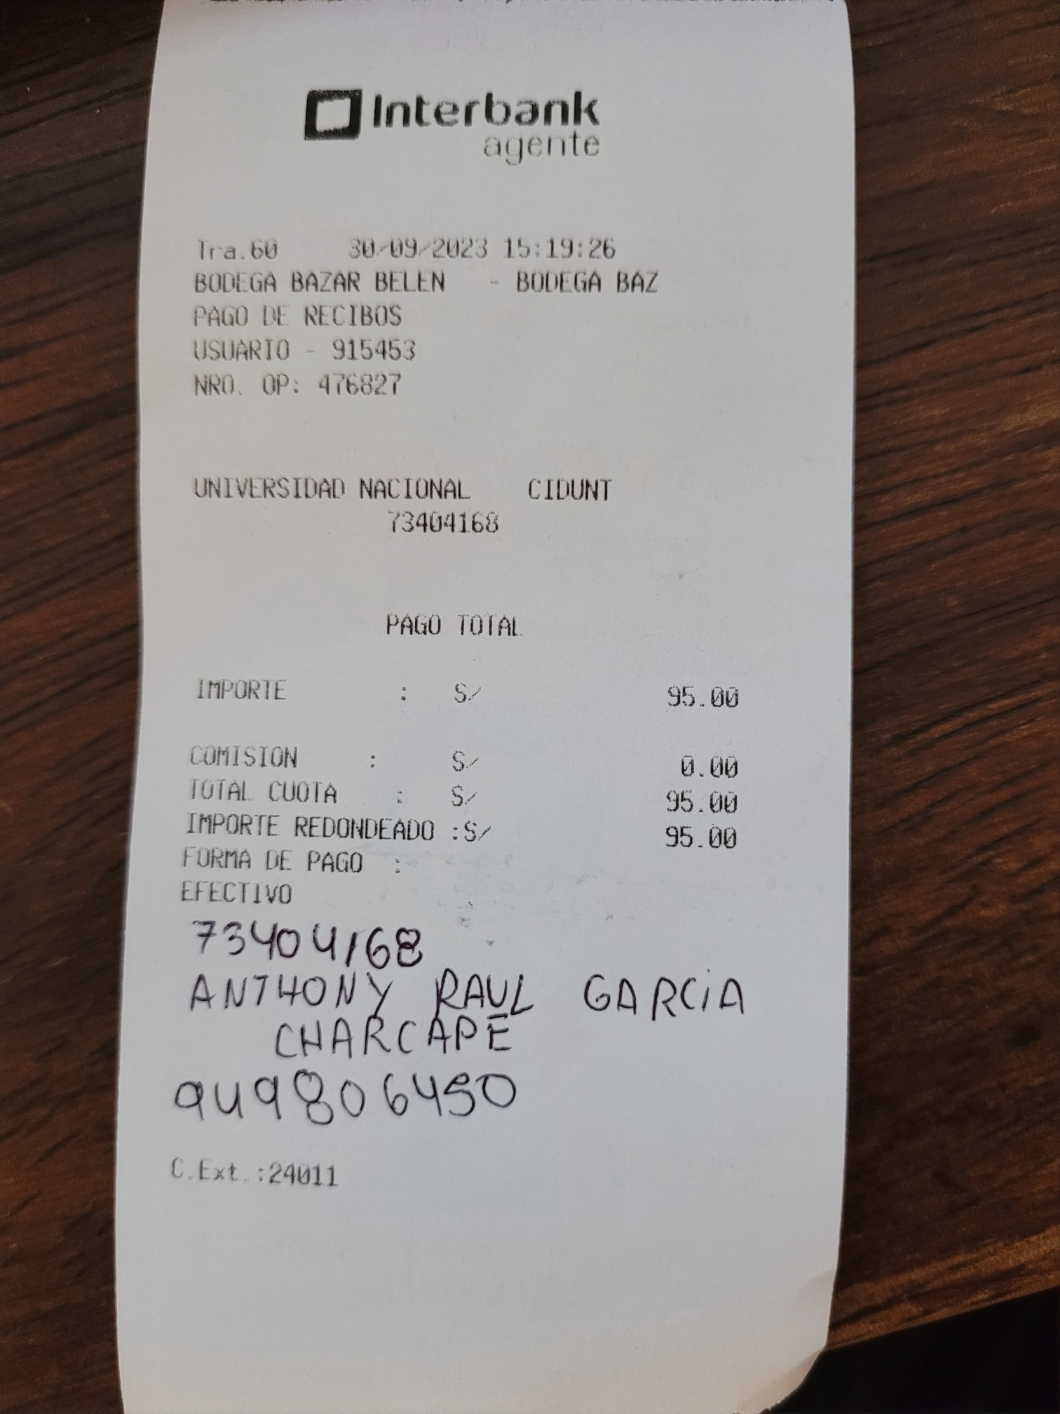 Interbank
agente
Tra.60 30/09/2023 15:19:26
BODEGA BAZAR BELEN - BODEGA BAZ
PAGO DE RECIBOS
USUARIO - 915453
NRO. OP: 476827
UNIVERSIDAD NACIONAL CIDUNT
73404168
PAGO TOTAL
IMPORTE : S/ 95.00
COMISION : S/ 0.00
TOTAL CUOTA : S/ 95.00
IMPORTE REDONDEADO :S/ 95.00
FORMA DE PAGO :
EFECTIVO
73404168
ANTHONY RAUL GARCIA
CHARCAPE
949806450
C.Ext.:24011